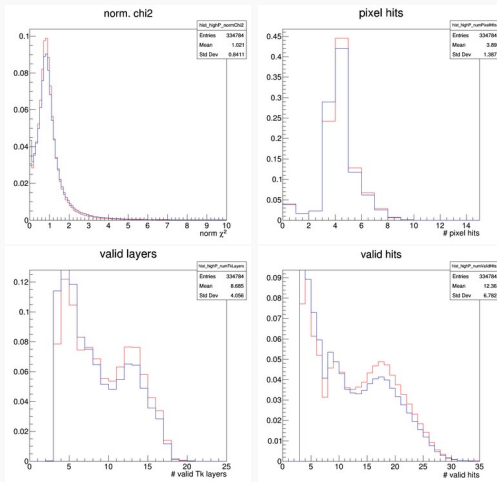 norm. chi2
hist_highP_normChi2
Entries 334784
Mean 1.021
Std Dev 0.8411
0.1
0.08
0.06
0.04
0.02
0
0 1 2 3 4 5 6 7 8 9 10
norm χ²
pixel hits
hist_highP_numPixelHits
Entries 334784
Mean 3.89
Std Dev 1.387
0.45
0.4
0.35
0.3
0.25
0.2
0.15
0.1
0.05
0
0 2 4 6 8 10 12 14
# pixel hits
valid layers
hist_highP_numTkLayers
Entries 334784
Mean 8.685
Std Dev 4.056
0.12
0.1
0.08
0.06
0.04
0.02
0
0 5 10 15 20 25
# valid Tk layers
valid hits
hist_highP_numValidHits
Entries 334784
Mean 12.36
Std Dev 6.782
0.09
0.08
0.07
0.06
0.05
0.04
0.03
0.02
0.01
0
0 5 10 15 20 25 30 35
# valid hits